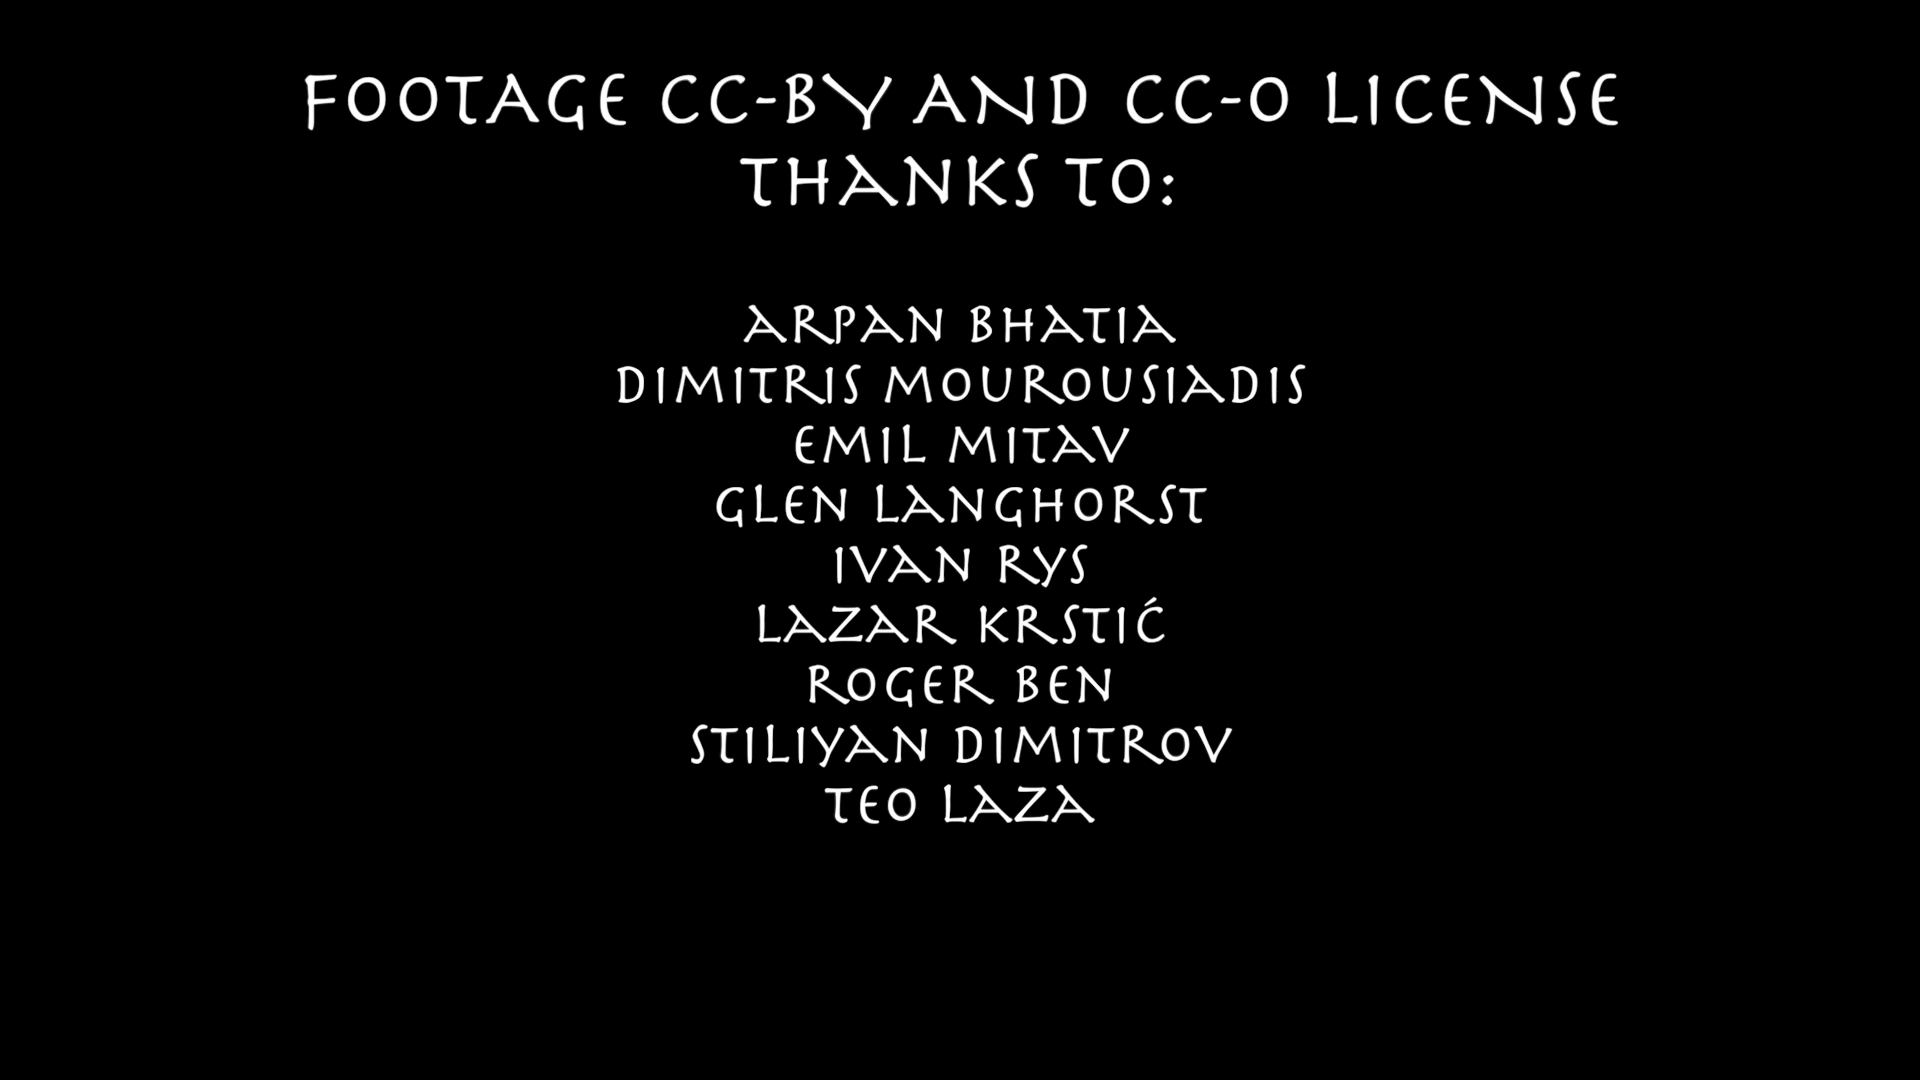 FOOTAGE CC-BY AND CC-0 LICENSE
THANKS TO:
ARPAN BHATIA
DIMITRIS MOUROUSIADIS
EMIL MITAV
GLEN LANGHORST
IVAN RYS
LAZAR KRSTIĆ
ROGER BEN
STILIYAN DIMITROV
TEO LAZA